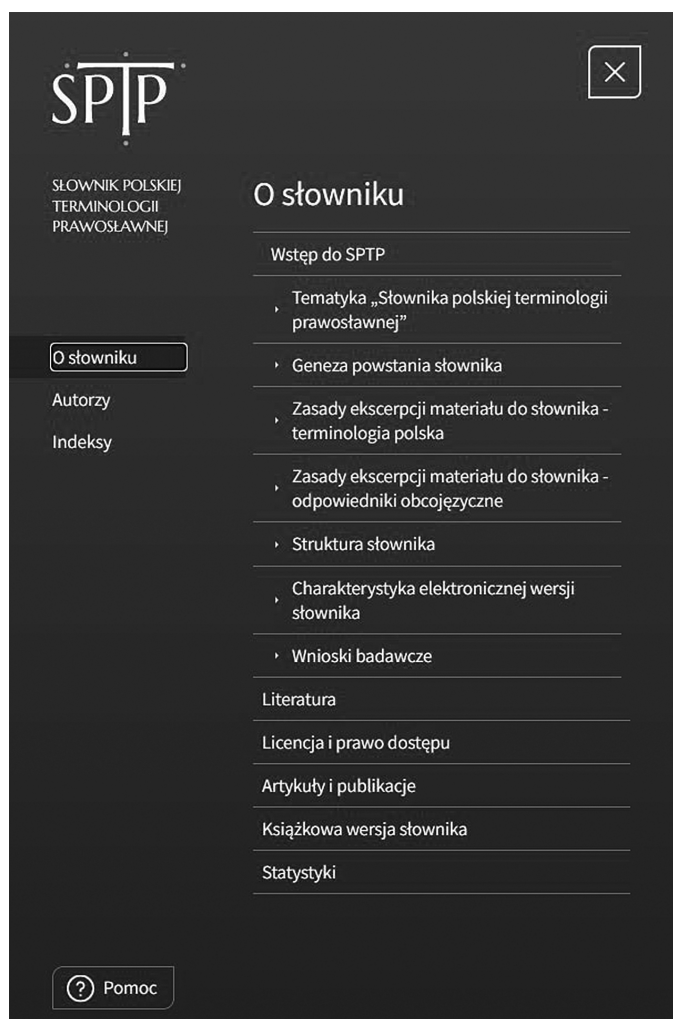 SPTP
SŁOWNIK POLSKIEJ
TERMINOLOGII
PRAWOSŁAWNEJ
O słowniku
Autorzy
Indeksy
O słowniku
Wstęp do SPTP
Tematyka „Słownika polskiej terminologii
prawosławnej”
Geneza powstania słownika
Zasady ekscerpcji materiału do słownika -
terminologia polska
Zasady ekscerpcji materiału do słownika -
odpowiedniki obcojęzyczne
Struktura słownika
Charakterystyka elektronicznej wersji
słownika
Wnioski badawcze
Literatura
Licencja i prawo dostępu
Artykuły i publikacje
Książkowa wersja słownika
Statystyki
? Pomoc